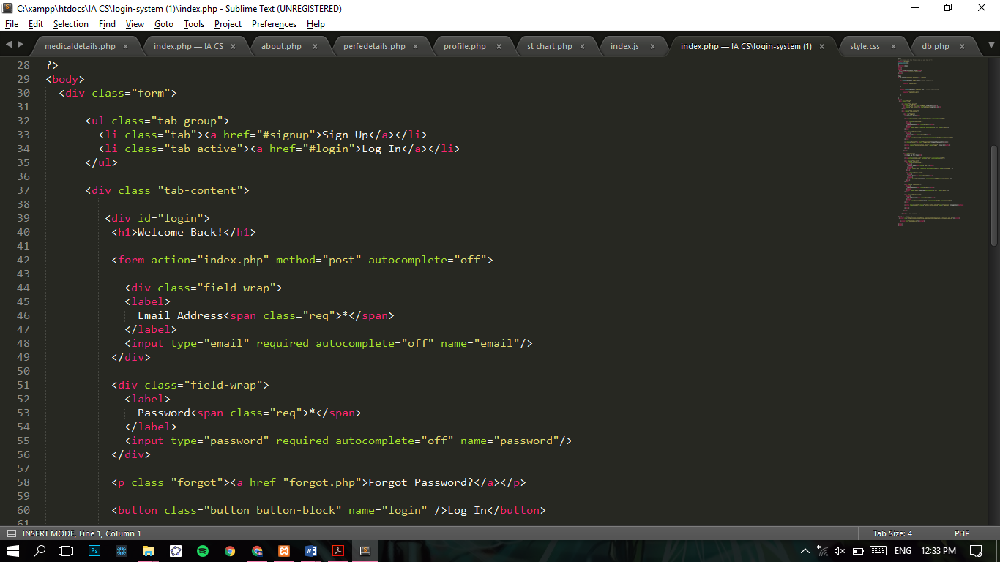 C:\xampp\htdocs\IA CS\login-system (1)\index.php - Sublime Text (UNREGISTERED)
File Edit Selection Find View Goto Tools Project Preferences Help
medicaldetails.php × index.php — IA CS × about.php × perfedetails.php × profile.php × st chart.php × index.js × index.php — IA CS\login-system (1) × style.css × db.php ×
28 ?>
29 <body>
30 <div class="form">
31
32 <ul class="tab-group">
33 <li class="tab"><a href="#signup">Sign Up</a></li>
34 <li class="tab active"><a href="#login">Log In</a></li>
35 </ul>
36
37 <div class="tab-content">
38
39 <div id="login">
40 <h1>Welcome Back!</h1>
41
42 <form action="index.php" method="post" autocomplete="off">
43
44 <div class="field-wrap">
45 <label>
46 Email Address<span class="req">*</span>
47 </label>
48 <input type="email" required autocomplete="off" name="email"/>
49 </div>
50
51 <div class="field-wrap">
52 <label>
53 Password<span class="req">*</span>
54 </label>
55 <input type="password" required autocomplete="off" name="password"/>
56 </div>
57
58 <p class="forgot"><a href="forgot.php">Forgot Password?</a></p>
59
60 <button class="button button-block" name="login" />Log In</button>
61
INSERT MODE, Line 1, Column 1 Tab Size: 4 PHP
Ps W S ENG 12:33 PM